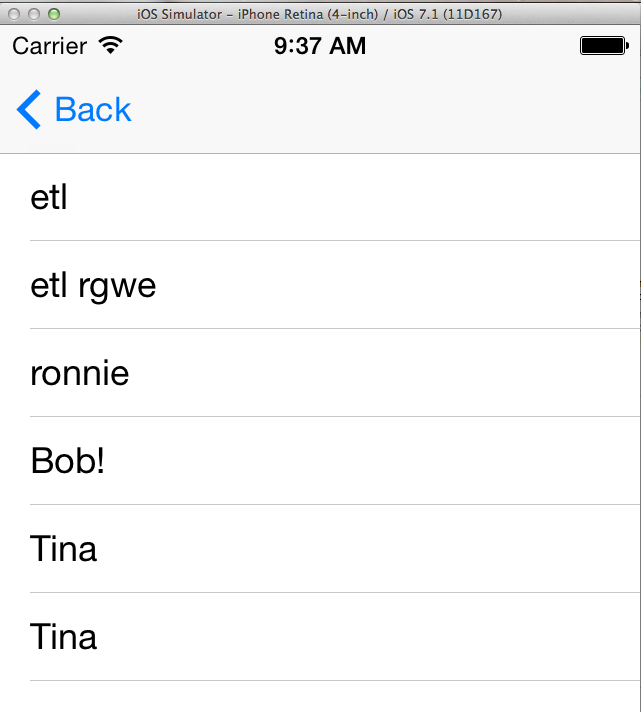 iOS Simulator – iPhone Retina (4-inch) / iOS 7.1 (11D167)
Carrier 9:37 AM
Back
etl
etl rgwe
ronnie
Bob!
Tina
Tina